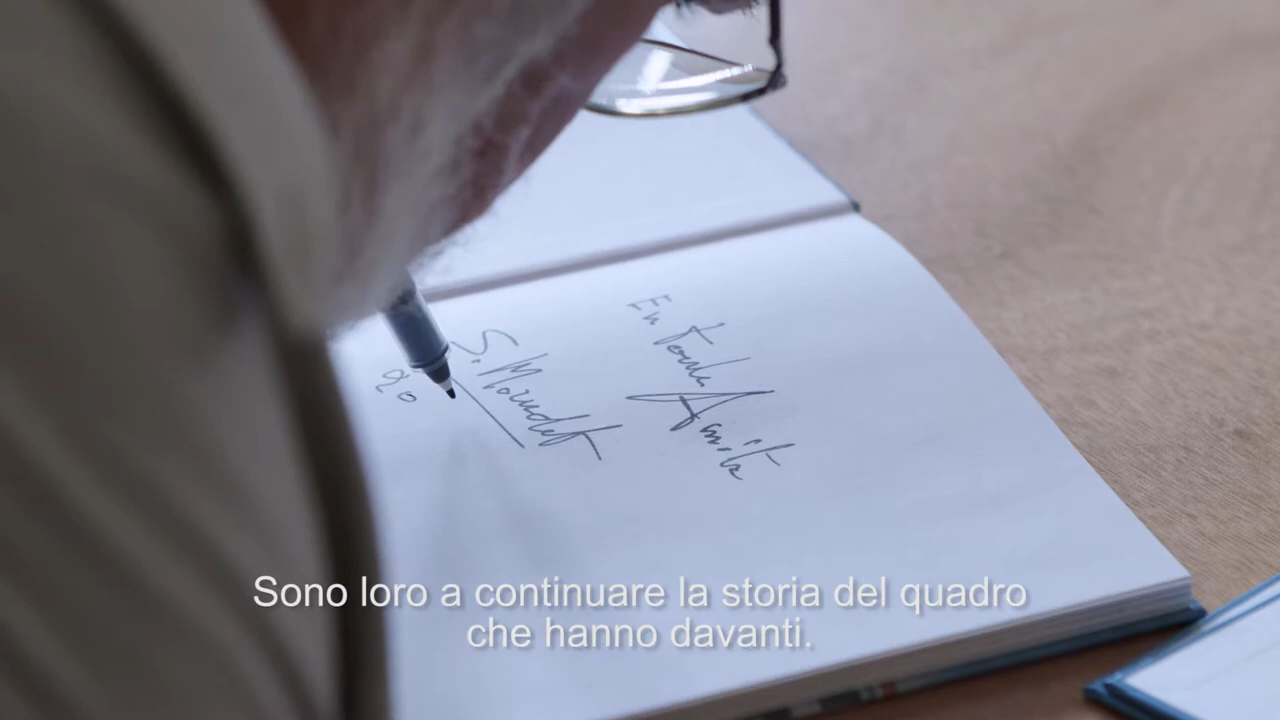 En toute
Amitié
S.
20
Sono loro a continuare la storia del quadro
che hanno davanti.